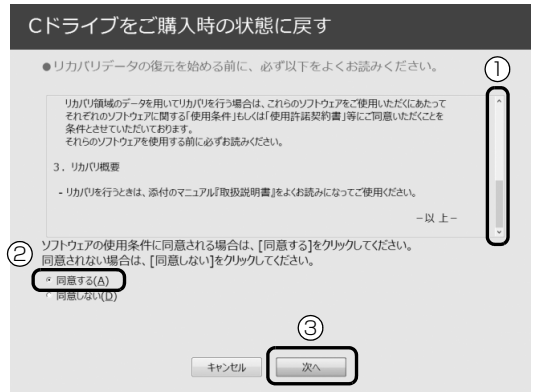 Cドライブをご購入時の状態に戻す
●リカバリデータの復元を始める前に、必ず以下をよくお読みください。
①
リカバリ領域のデータを用いてリカバリを行う場合は、これらのソフトウェアをご使用いただくにあたって
それぞれのソフトウェアに関する「使用条件」もしくは「使用許諾契約書」等にご同意いただくことを
条件とさせていただいております。
それらのソフトウェアを使用する前に必ずお読みください。
3．リカバリ概要
- リカバリを行うときは、添付のマニュアル『取扱説明書』をよくお読みになってご使用ください。
－以 上－
②
ソフトウェアの使用条件に同意される場合は、[同意する]をクリックしてください。
同意されない場合は、[同意しない]をクリックしてください。
同意する(A)
同意しない(D)
③
キャンセル 次へ